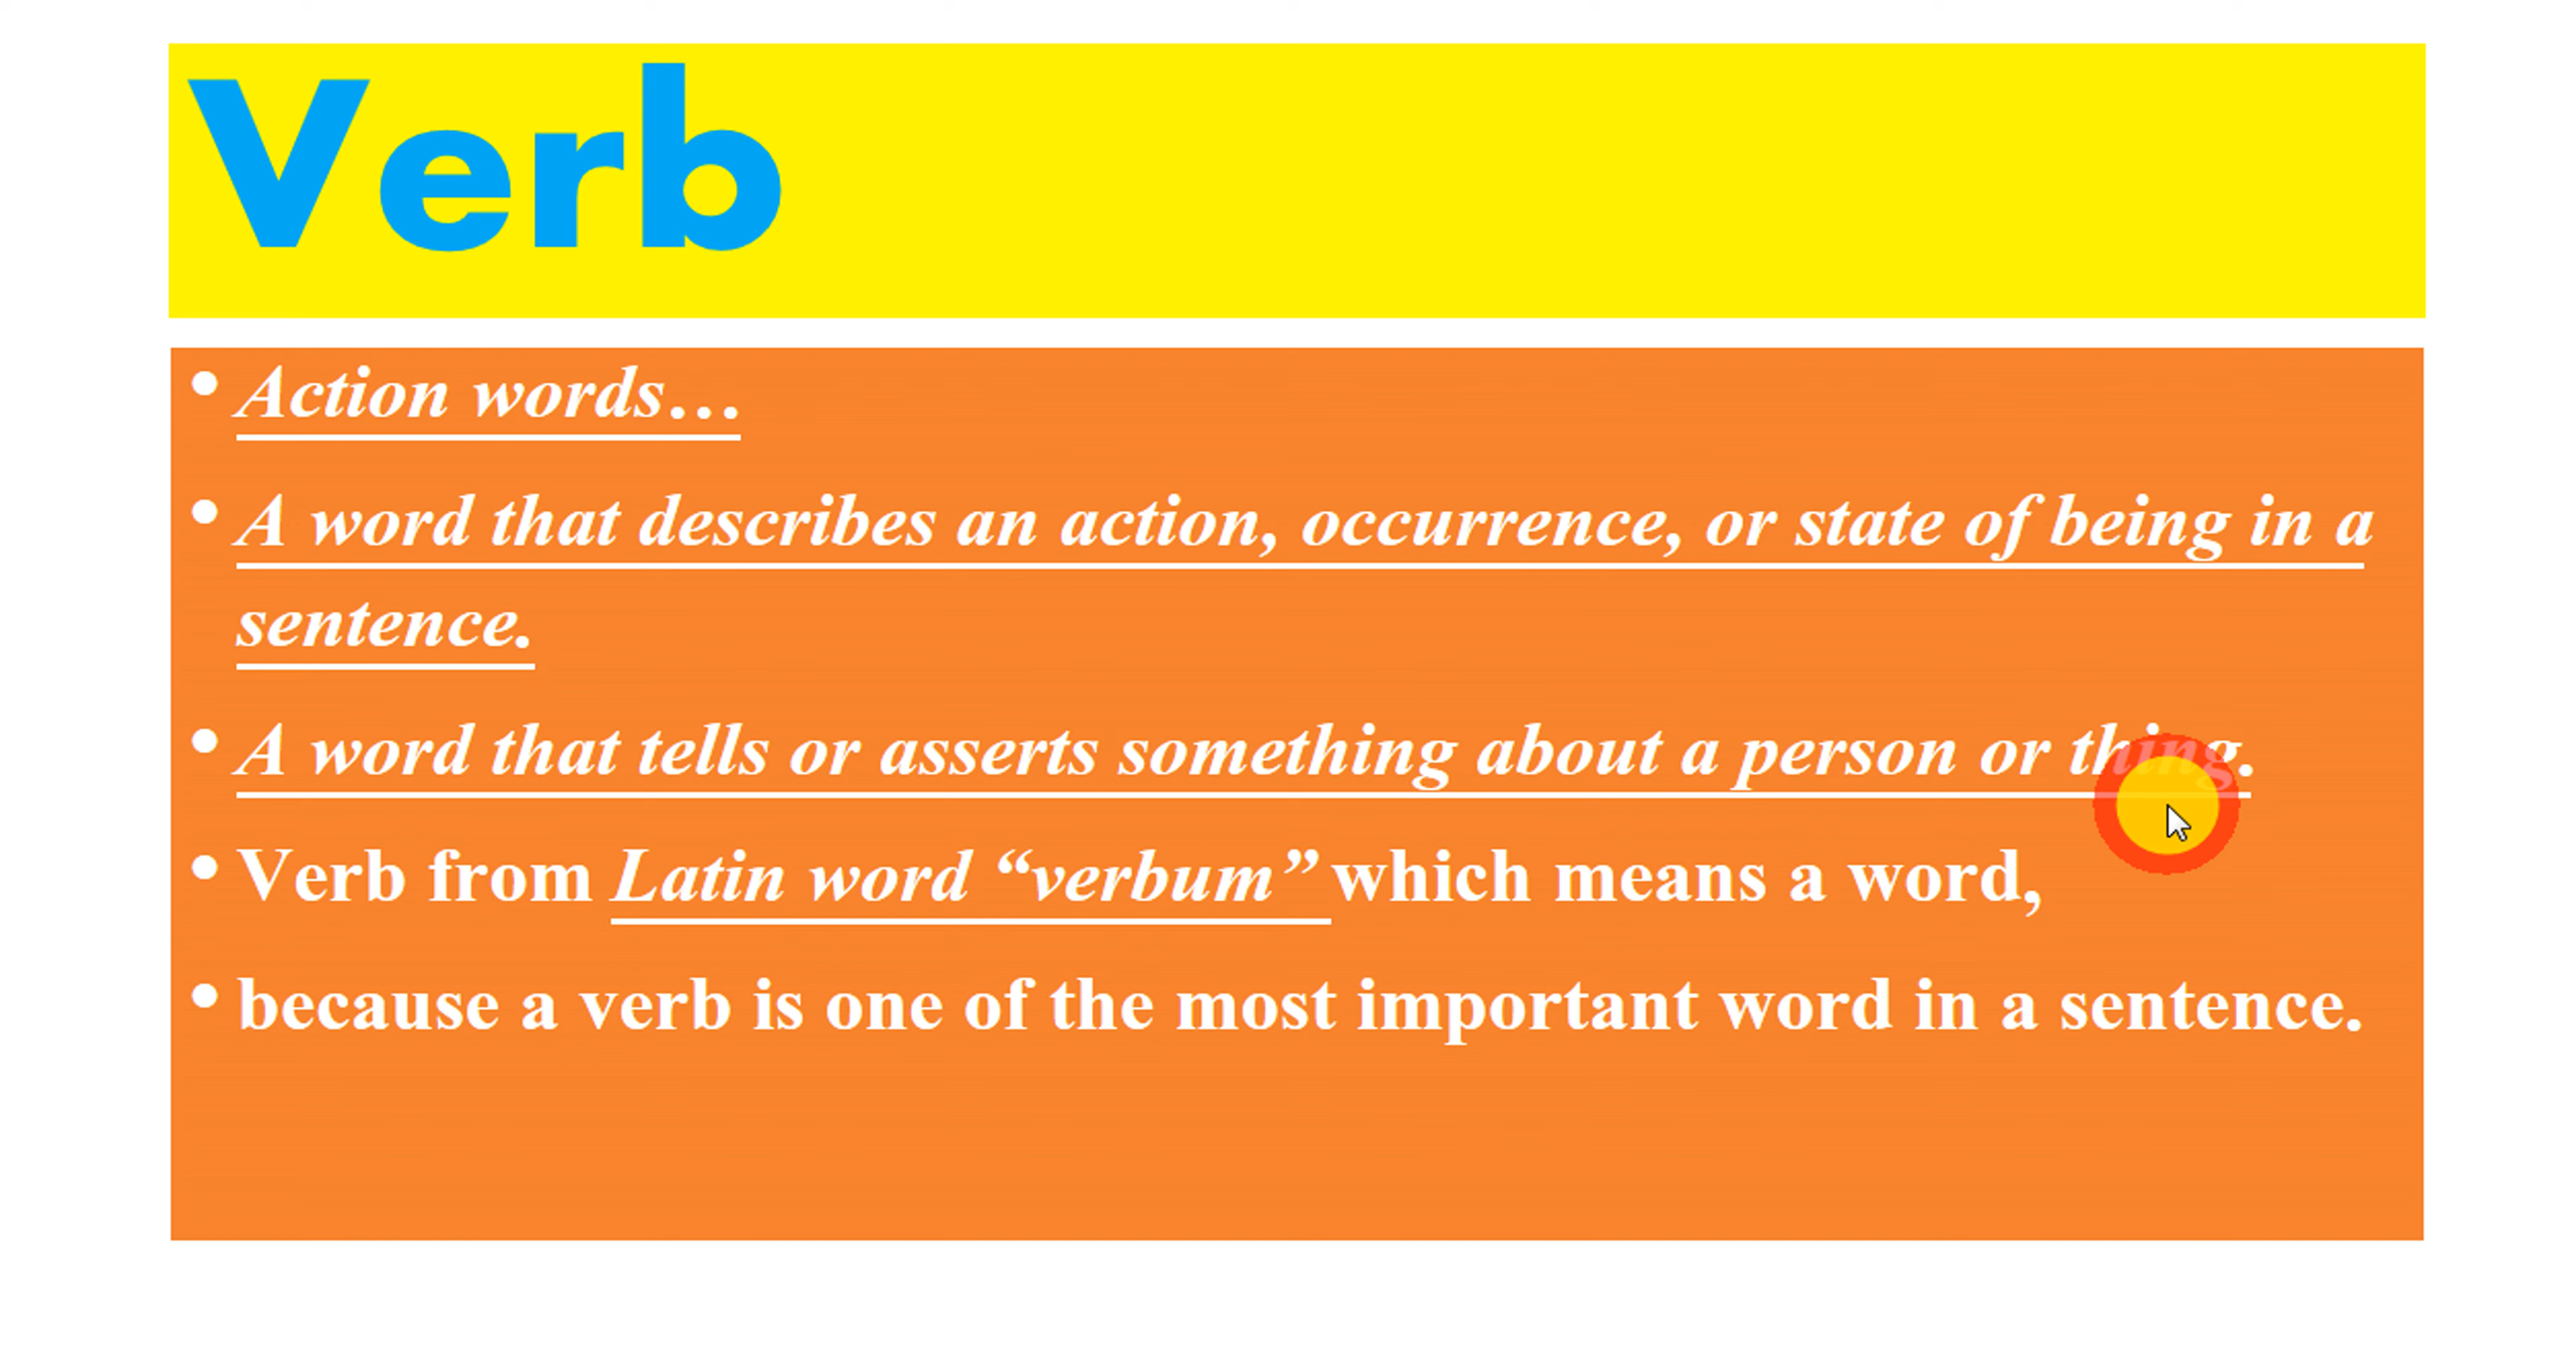 Verb
• Action words…
• A word that describes an action, occurrence, or state of being in a
sentence.
• A word that tells or asserts something about a person or thing.
• Verb from Latin word “verbum” which means a word,
• because a verb is one of the most important word in a sentence.